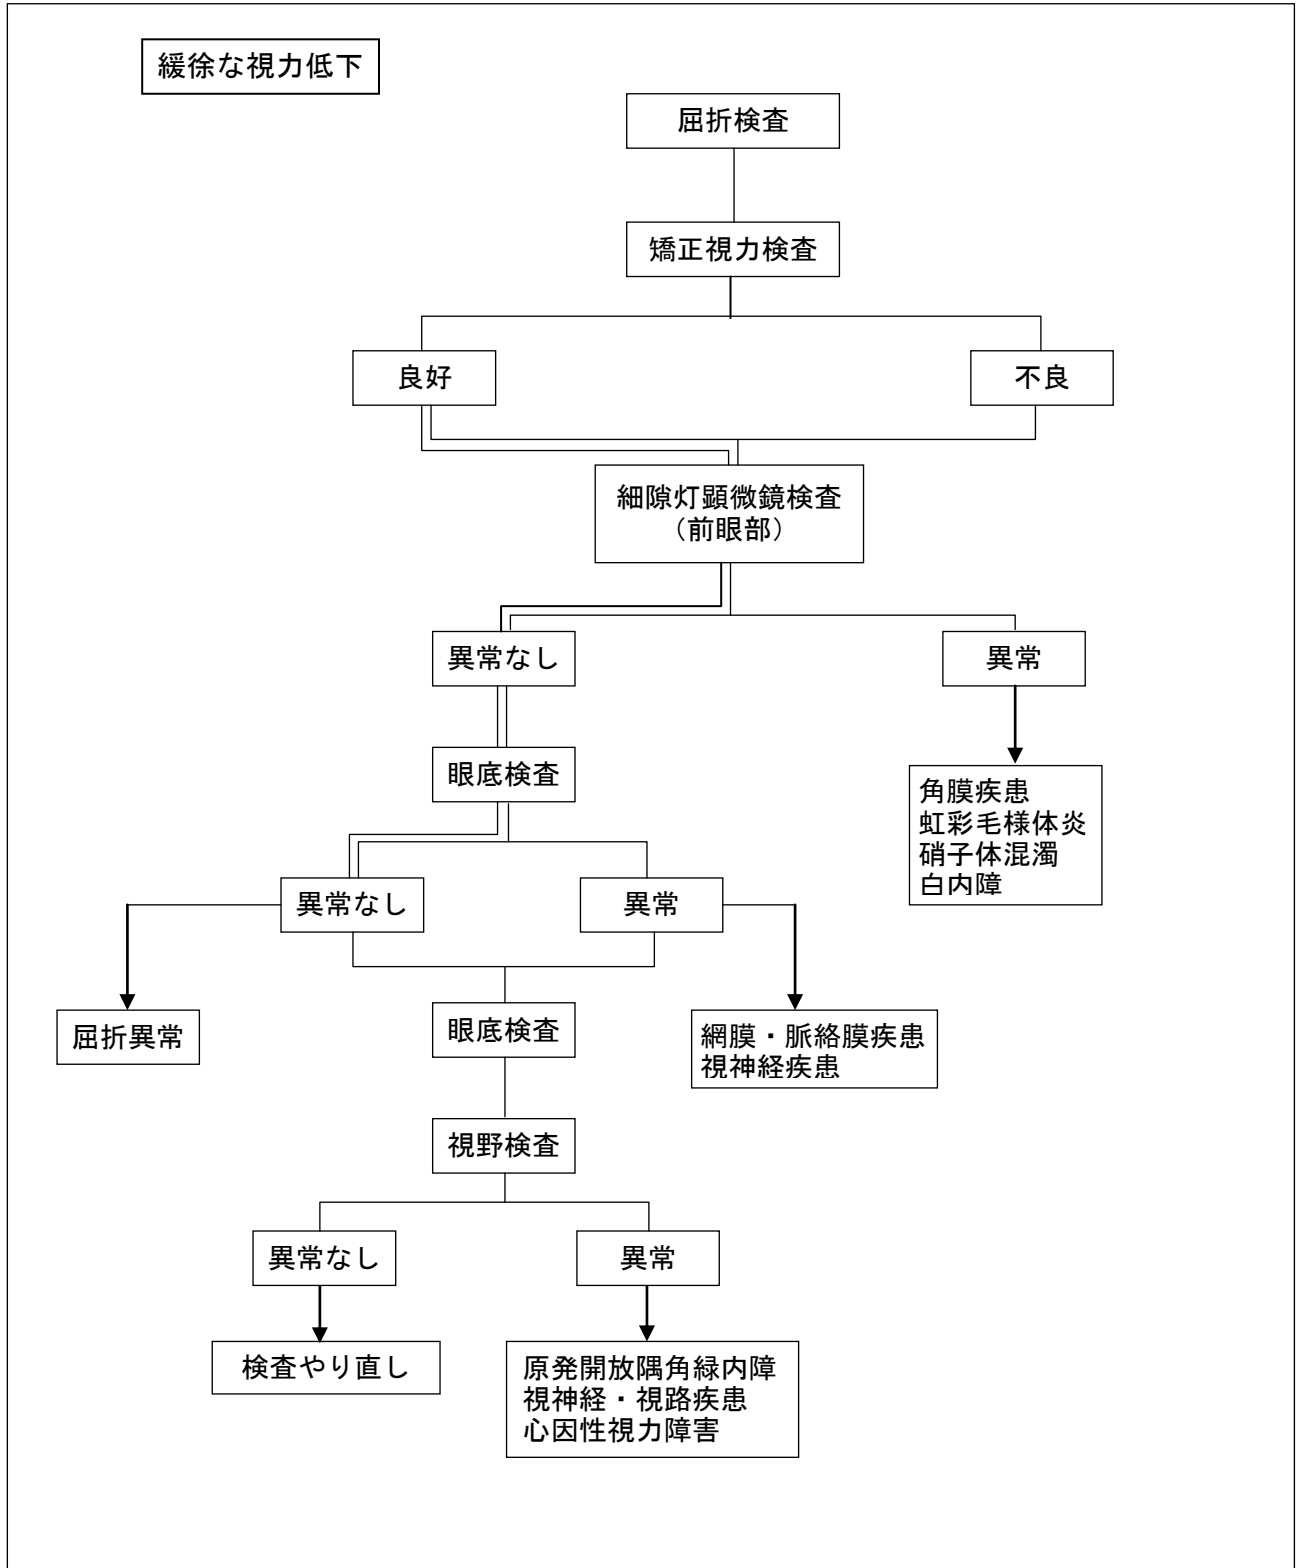 緩徐な視力低下
屈折検査
矯正視力検査
良好
不良
細隙灯顕微鏡検査
（前眼部）
異常なし
異常
眼底検査
角膜疾患
虹彩毛様体炎
硝子体混濁
白内障
異常なし
異常
屈折異常
眼底検査
網膜・脈絡膜疾患
視神経疾患
視野検査
異常なし
異常
検査やり直し
原発開放隅角緑内障
視神経・視路疾患
心因性視力障害